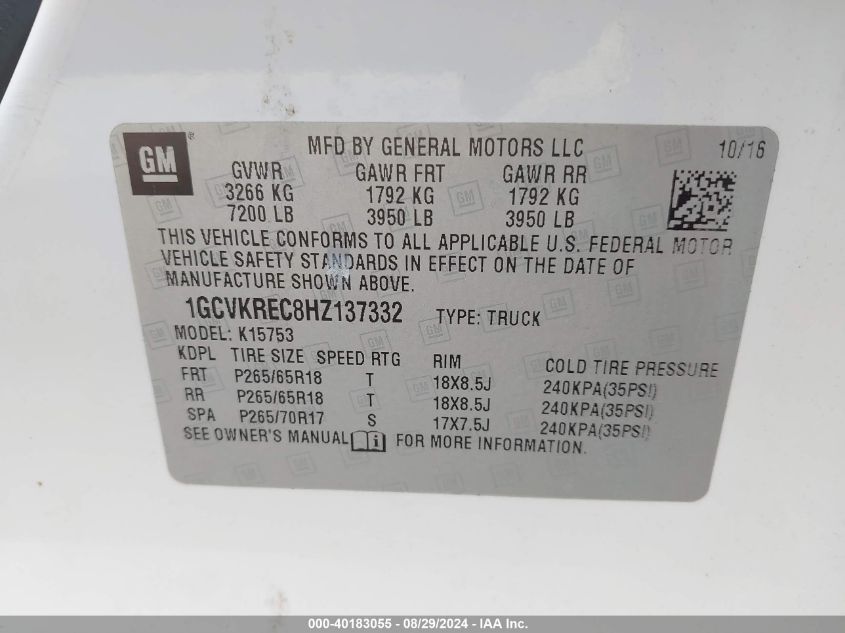 GM®
MFD BY GENERAL MOTORS LLC 10/16
GVWR GAWR FRT GAWR RR
3266 KG 1792 KG 1792 KG
7200 LB 3950 LB 3950 LB
THIS VEHICLE CONFORMS TO ALL APPLICABLE U.S. FEDERAL MOTOR
VEHICLE SAFETY STANDARDS IN EFFECT ON THE DATE OF
MANUFACTURE SHOWN ABOVE.
1GCVKREC8HZ137332 TYPE: TRUCK
MODEL: K15753
KDPL TIRE SIZE SPEED RTG RIM COLD TIRE PRESSURE
FRT P265/65R18 T 18X8.5J 240KPA(35PSI)
RR P265/65R18 T 18X8.5J 240KPA(35PSI)
SPA P265/70R17 S 17X7.5J 240KPA(35PSI)
SEE OWNER'S MANUAL FOR MORE INFORMATION.
000-40183055 - 08/29/2024 - IAA Inc.